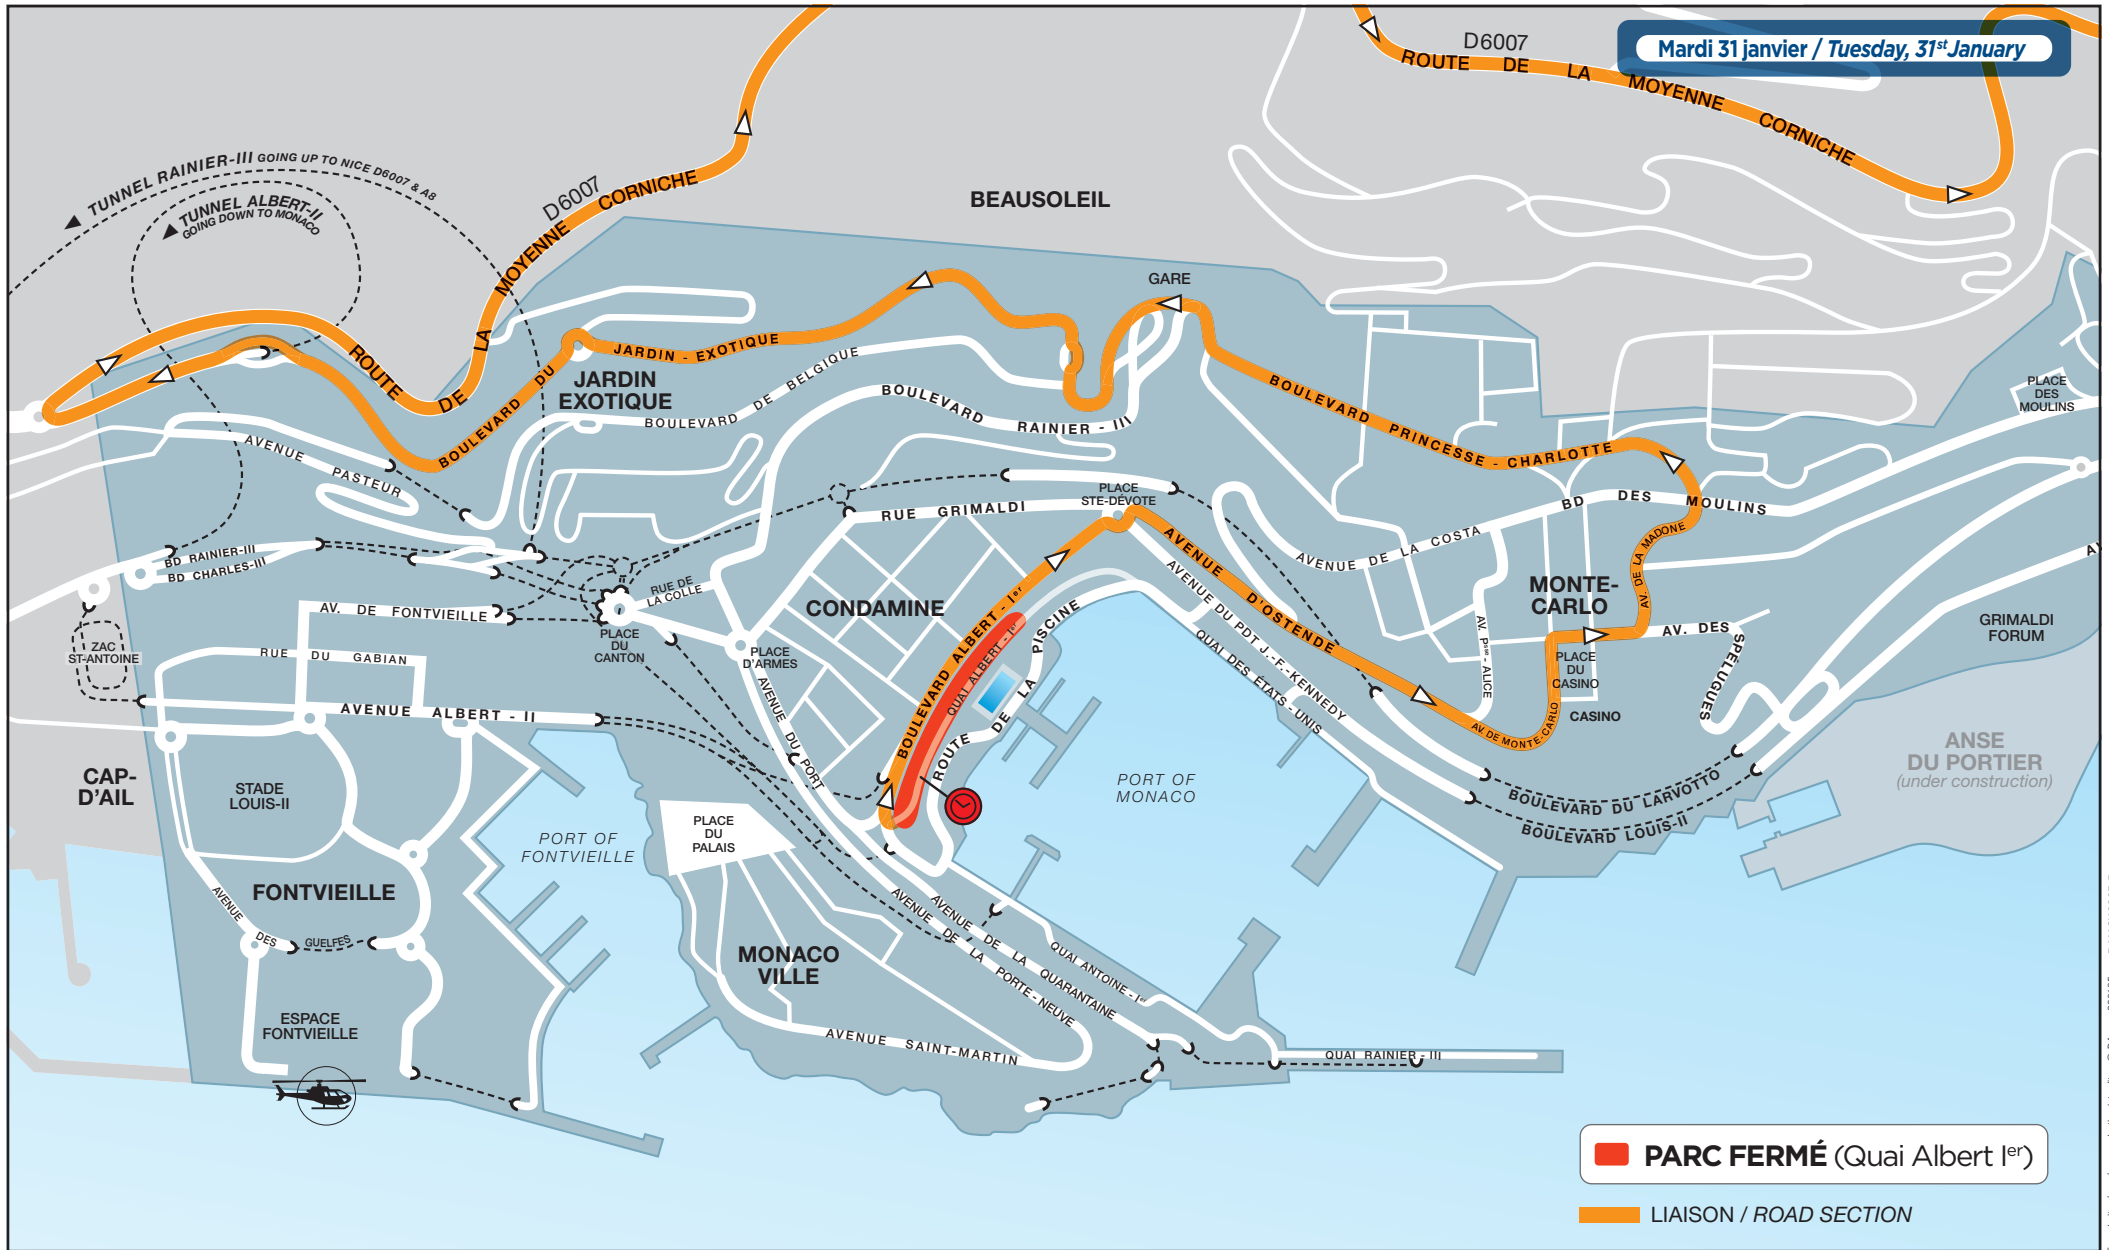 Mardi 31 janvier / Tuesday, 31st January
D6007
ROUTE DE LA MOYENNE CORNICHE
TUNNEL RAINIER-III GOING UP TO NICE D6007 & A8
TUNNEL ALBERT-II
GOING DOWN TO MONACO
D6007
ROUTE DE LA MOYENNE CORNICHE
BEAUSOLEIL
GARE
JARDIN
EXOTIQUE
BOULEVARD DU JARDIN - EXOTIQUE
BOULEVARD DE BELGIQUE
BOULEVARD RAINIER - III
BOULEVARD PRINCESSE - CHARLOTTE
PLACE
DES
MOULINS
AVENUE PASTEUR
BD DES MOULINS
PLACE
STE-DÉVOTE
RUE GRIMALDI
AVENUE DE LA COSTA
AV. DE LA MADONE
BD RAINIER-III
BD CHARLES-III
RUE DE
LA COLLE
AV. DE FONTVIEILLE
CONDAMINE
MONTE-
CARLO
AVENUE D'OSTENDE
AVENUE DU PDT J.-F.-KENNEDY
QUAI DES ÉTATS - UNIS
AV. Psse - ALICE
AV. DES SPÉLUGUES
GRIMALDI
FORUM
PLACE
DU
CANTON
PLACE
D'ARMES
ZAC
ST-ANTOINE
RUE DU GABIAN
BOULEVARD ALBERT - Ier
QUAI ALBERT - Ier
ROUTE DE LA PISCINE
PLACE
DU
CASINO
CASINO
AV. DE MONTE-CARLO
AVENUE ALBERT - II
AVENUE DU PORT
CAP-
D'AIL
STADE
LOUIS-II
PORT OF
FONTVIEILLE
PLACE
DU
PALAIS
PORT OF
MONACO
BOULEVARD DU LARVOTTO
BOULEVARD LOUIS-II
ANSE
DU PORTIER
(under construction)
FONTVIEILLE
AVENUE DES GUELFES
MONACO
VILLE
AVENUE DE LA QUARANTAINE
AVENUE DE LA PORTE - NEUVE
QUAI ANTOINE - Ier
ESPACE
FONTVIEILLE
AVENUE SAINT-MARTIN
QUAI RAINIER - III
PARC FERMÉ (Quai Albert Ier)
LIAISON / ROAD SECTION